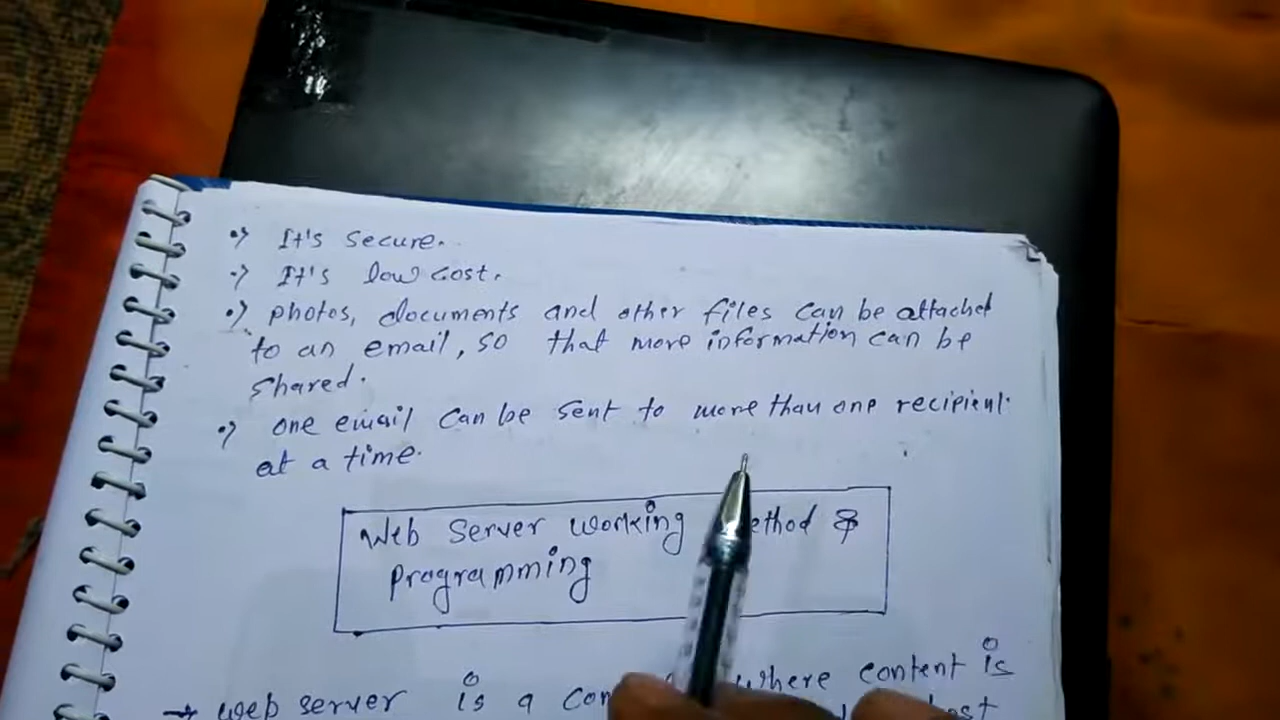 •) It's secure.
•) It's low cost.
•) photos, documents and other files can be attached
to an email, so that more information can be
shared.
•) one email can be sent to more than one recipient.
at a time.
Web Server working ethod &
programming
→ web server is a com where content is
ost